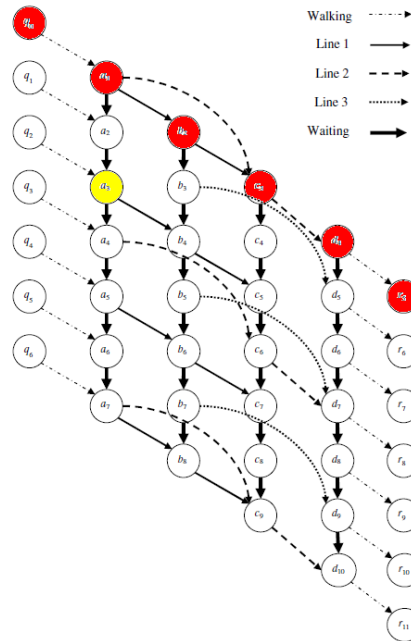 Walking
Line 1
Line 2
Line 3
Waiting
q₁
q₂ a₂
q₃ a₃ b₃
q₄ a₄ b₄ c₄
q₅ a₅ b₅ c₅ d₅
q₆ a₆ b₆ c₆ d₆ r₆
a₇ b₇ c₇ d₇ r₇
b₈ c₈ d₈ r₈
c₉ d₉ r₉
d₁₀ r₁₀
r₁₁